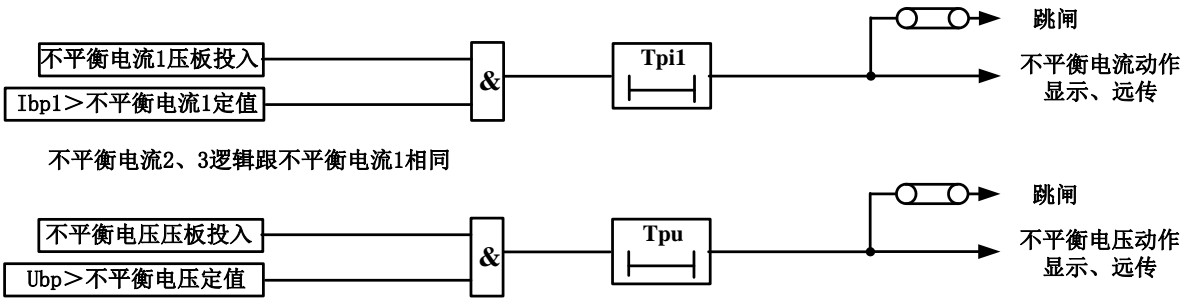 跳闸
不平衡电流1压板投入
&
Tpi1
不平衡电流动作
显示、远传
Ibp1＞不平衡电流1定值
不平衡电流2、3逻辑跟不平衡电流1相同
跳闸
不平衡电压压板投入
&
Tpu
不平衡电压动作
显示、远传
Ubp＞不平衡电压定值